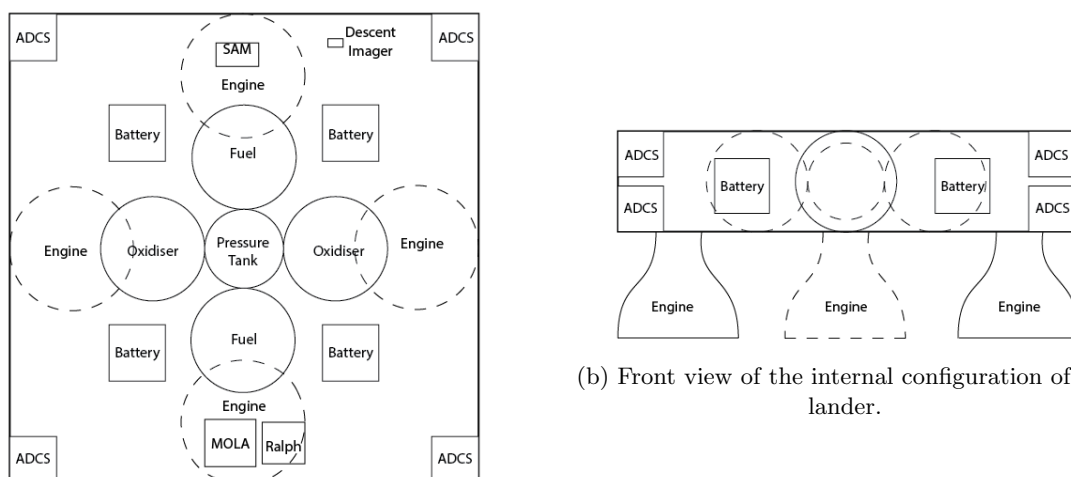 ADCS
ADCS
SAM
Descent
Imager
Engine
Battery
Battery
Fuel
Engine
Oxidiser
Pressure
Tank
Oxidiser
Engine
Fuel
Battery
Battery
Engine
MOLA
Ralph
ADCS
ADCS
ADCS
ADCS
Battery
Battery
ADCS
ADCS
Engine
Engine
Engine
(b) Front view of the internal configuration of
lander.